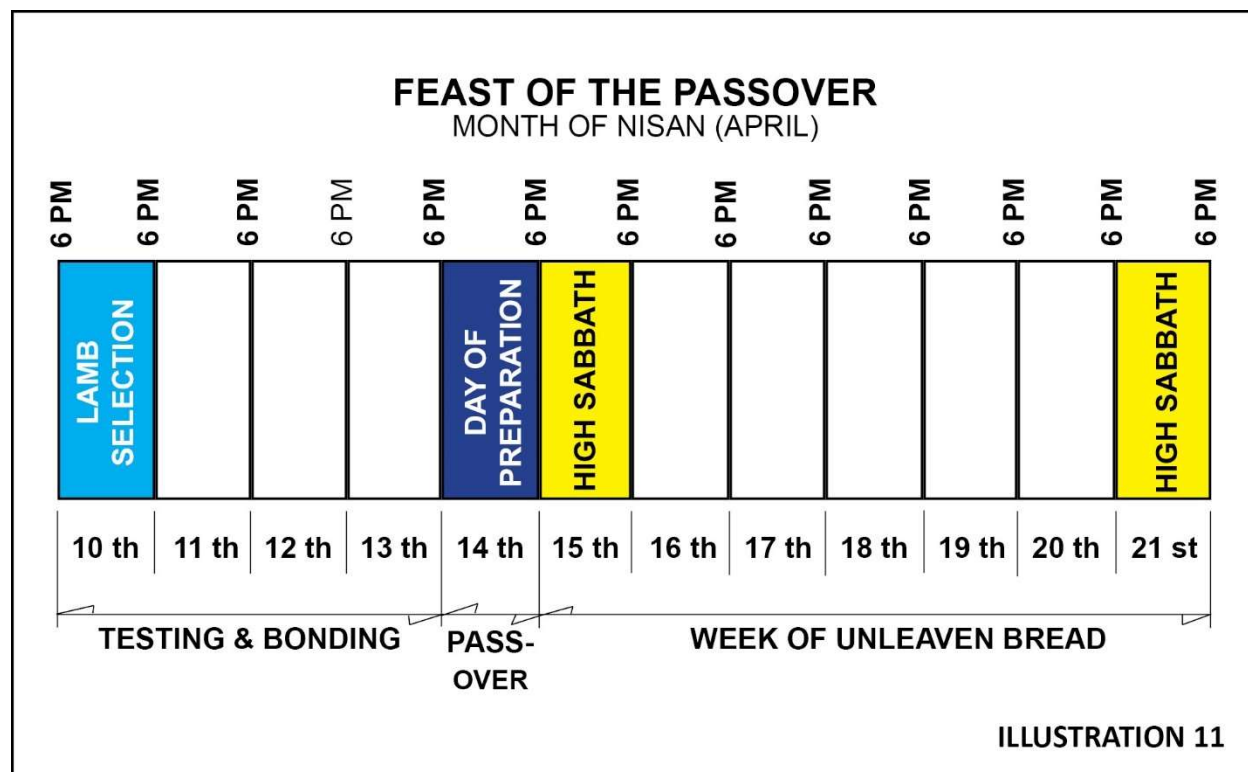 FEAST OF THE PASSOVER
MONTH OF NISAN (APRIL)
6 PM
6 PM
6 PM
6 PM
6 PM
6 PM
6 PM
6 PM
6 PM
6 PM
6 PM
6 PM
6 PM
LAMB
SELECTION
DAY OF
PREPARATION
HIGH SABBATH
HIGH SABBATH
10 th
11 th
12 th
13 th
14 th
15 th
16 th
17 th
18 th
19 th
20 th
21 st
TESTING & BONDING
PASS-
OVER
WEEK OF UNLEAVEN BREAD
ILLUSTRATION 11